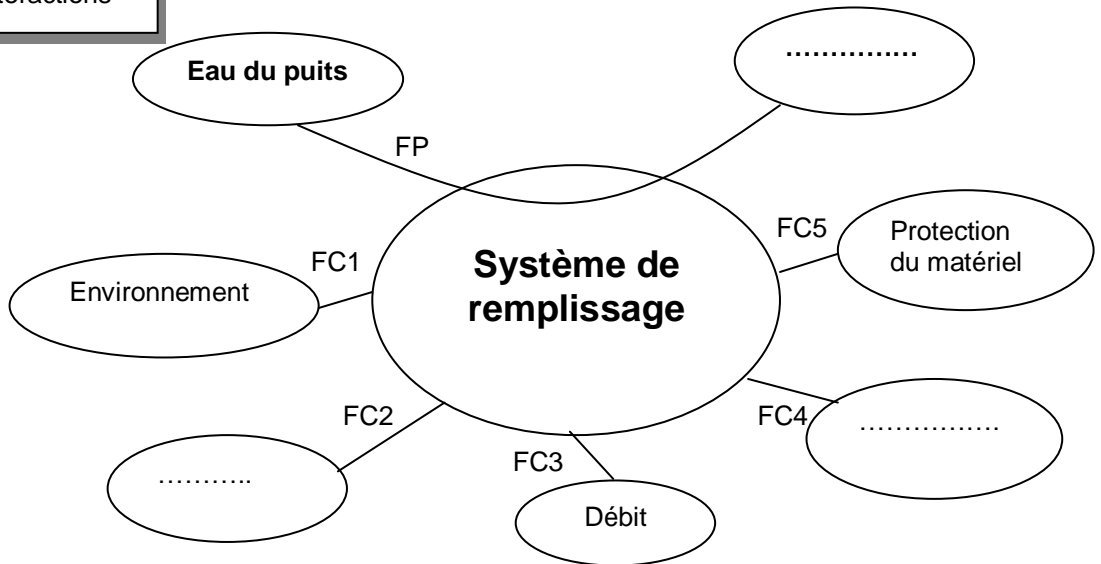 Eau du puits
……………
FP
FC5
Protection
du matériel
Système de
remplissage
FC1
Environnement
FC2
FC4
…………….
………..
FC3
Débit